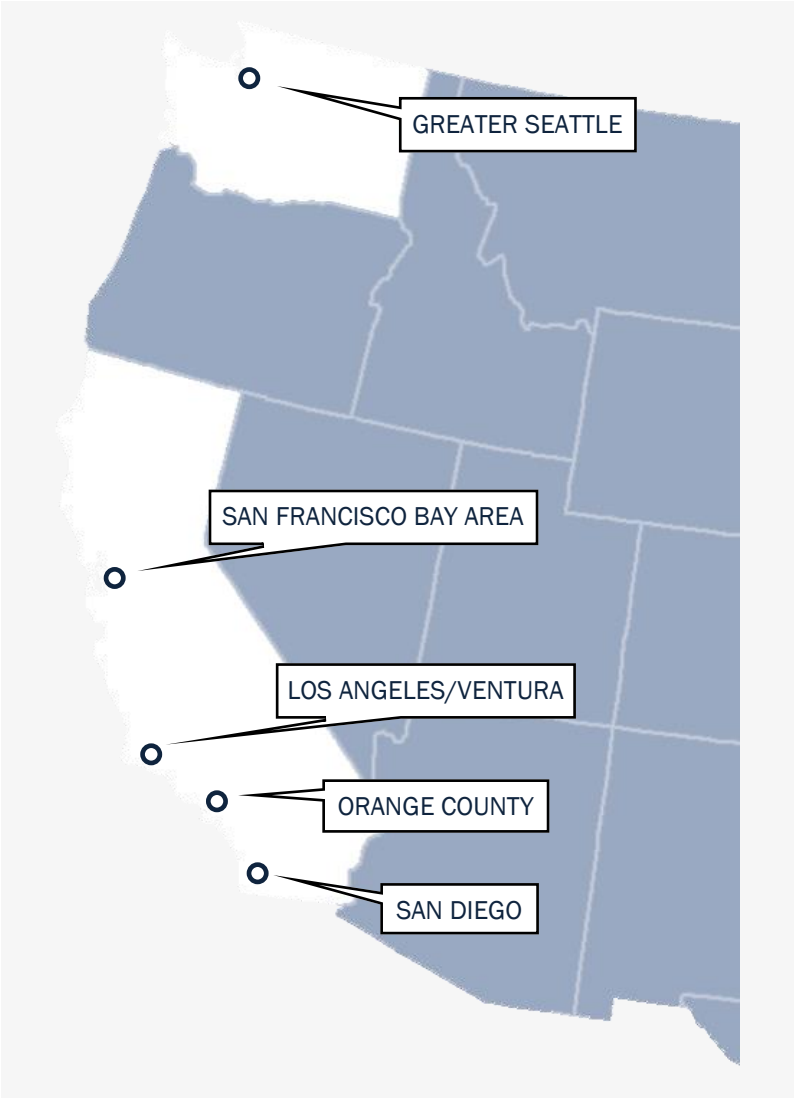 GREATER SEATTLE
SAN FRANCISCO BAY AREA
LOS ANGELES/VENTURA
ORANGE COUNTY
SAN DIEGO